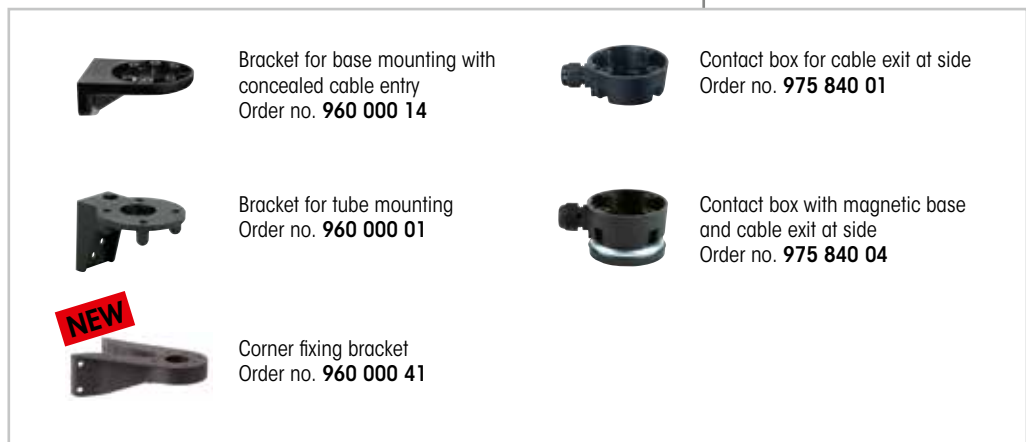 Bracket for base mounting with
concealed cable entry
Order no. 960 000 14
Bracket for tube mounting
Order no. 960 000 01
NEW
Corner fixing bracket
Order no. 960 000 41
Contact box for cable exit at side
Order no. 975 840 01
Contact box with magnetic base
and cable exit at side
Order no. 975 840 04